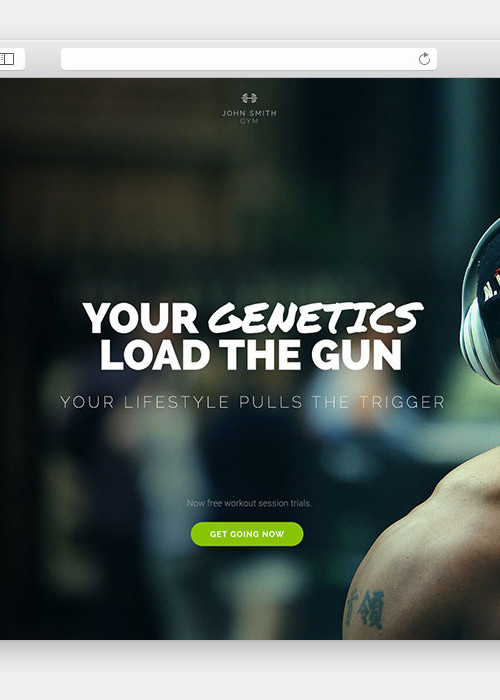 JOHN SMITH
GYM
YOUR GENETICS
LOAD THE GUN
YOUR LIFESTYLE PULLS THE TRIGGER
Now free workout session trials.
GET GOING NOW